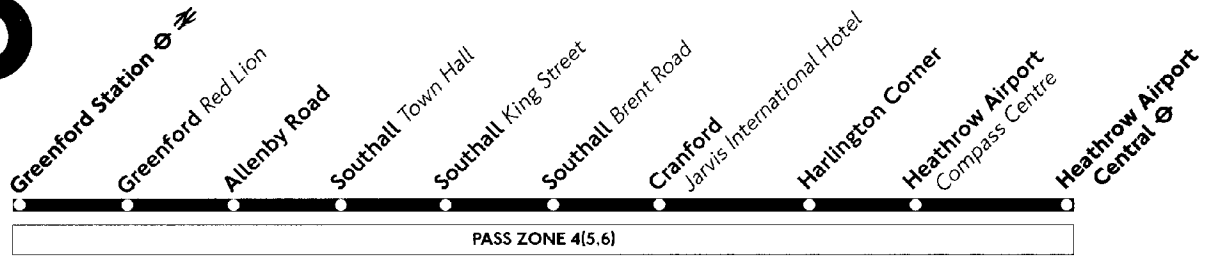 Greenford Station
Greenford Red Lion
Allenby Road
Southall Town Hall
Southall King Street
Southall Brent Road
Cranford
Jarvis International Hotel
Harlington Corner
Heathrow Airport
Compass Centre
Heathrow Airport
Central
PASS ZONE 4(5,6)